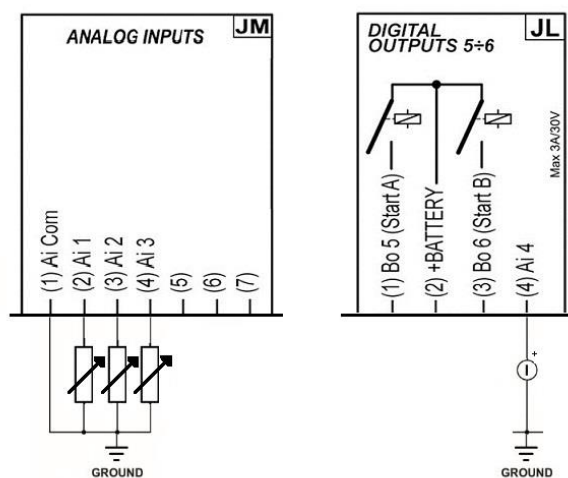 ANALOG INPUTS
JM
(1) Ai Com
(2) Ai 1
(3) Ai 2
(4) Ai 3
(5)
(6)
(7)
GROUND
DIGITAL
OUTPUTS 5÷6
JL
Max 3A/30V
(1) Bo 5 (Start A)
(2) +BATTERY
(3) Bo 6 (Start B)
(4) Ai 4
+
GROUND